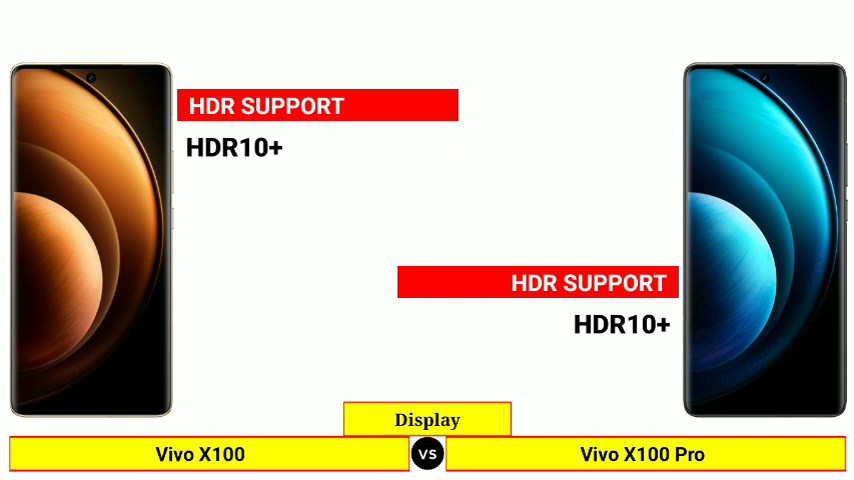 HDR SUPPORT
HDR10+
HDR SUPPORT
HDR10+
Display
Vivo X100
VS
Vivo X100 Pro